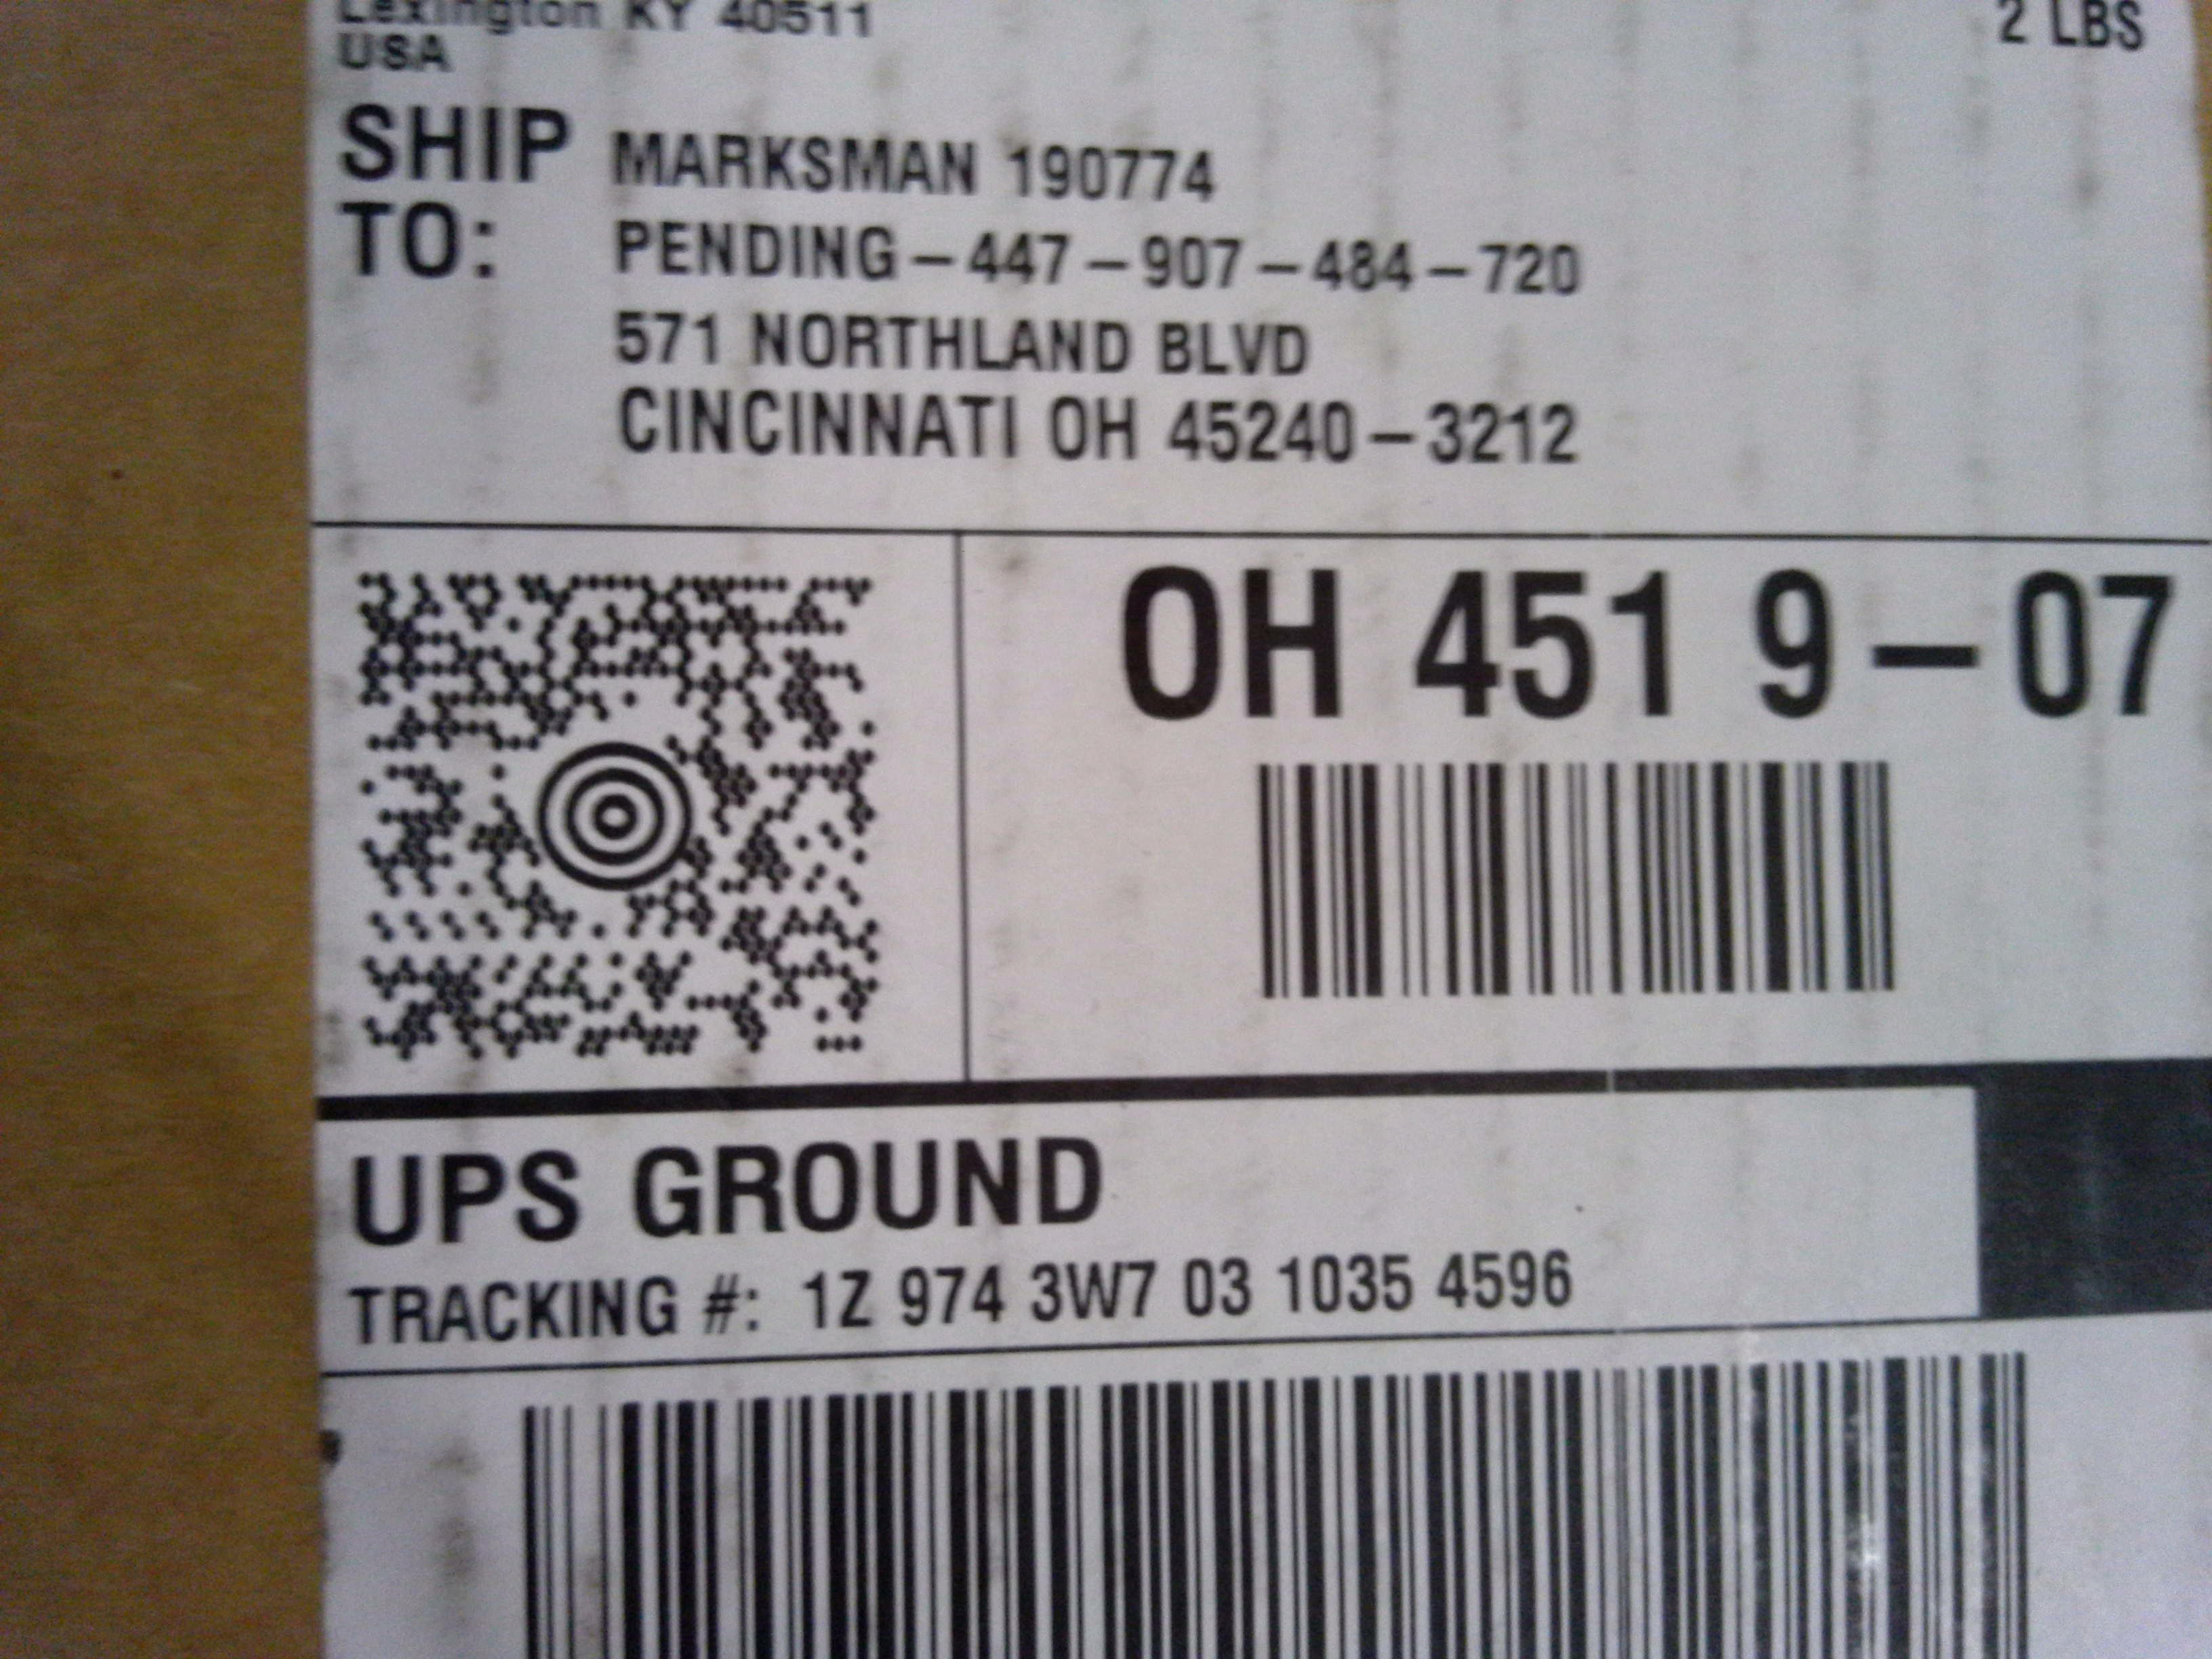 Lexington KY 40511
USA
2 LBS
SHIP TO:
MARKSMAN 190774
PENDING-447-907-484-720
571 NORTHLAND BLVD
CINCINNATI OH 45240-3212
OH 451 9-07
UPS GROUND
TRACKING #: 1Z 974 3W7 03 1035 4596